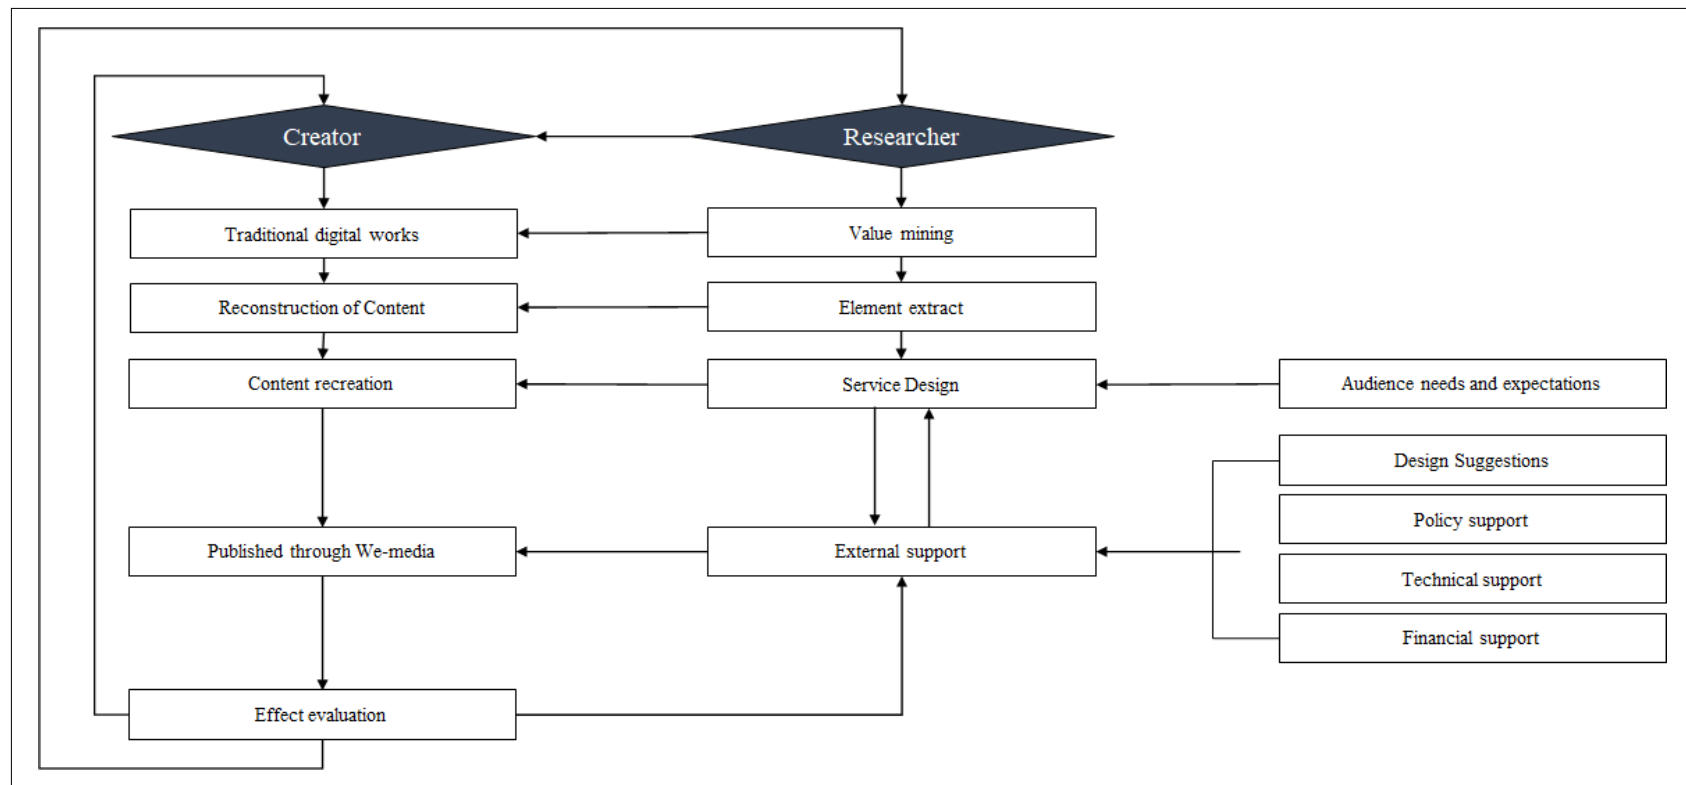 Creator
Researcher
Traditional digital works
Value mining
Reconstruction of Content
Element extract
Content recreation
Service Design
Audience needs and expectations
Design Suggestions
Policy support
Published through We-media
External support
Technical support
Financial support
Effect evaluation